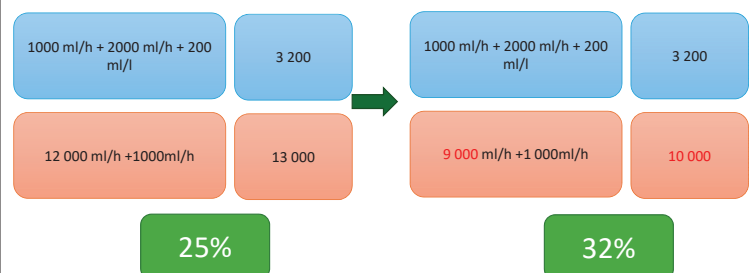 1000 ml/h + 2000 ml/h + 200
ml/l
3 200
12 000 ml/h +1000ml/h
13 000
25%
1000 ml/h + 2000 ml/h + 200
ml/l
3 200
9 000 ml/h +1 000ml/h
10 000
32%